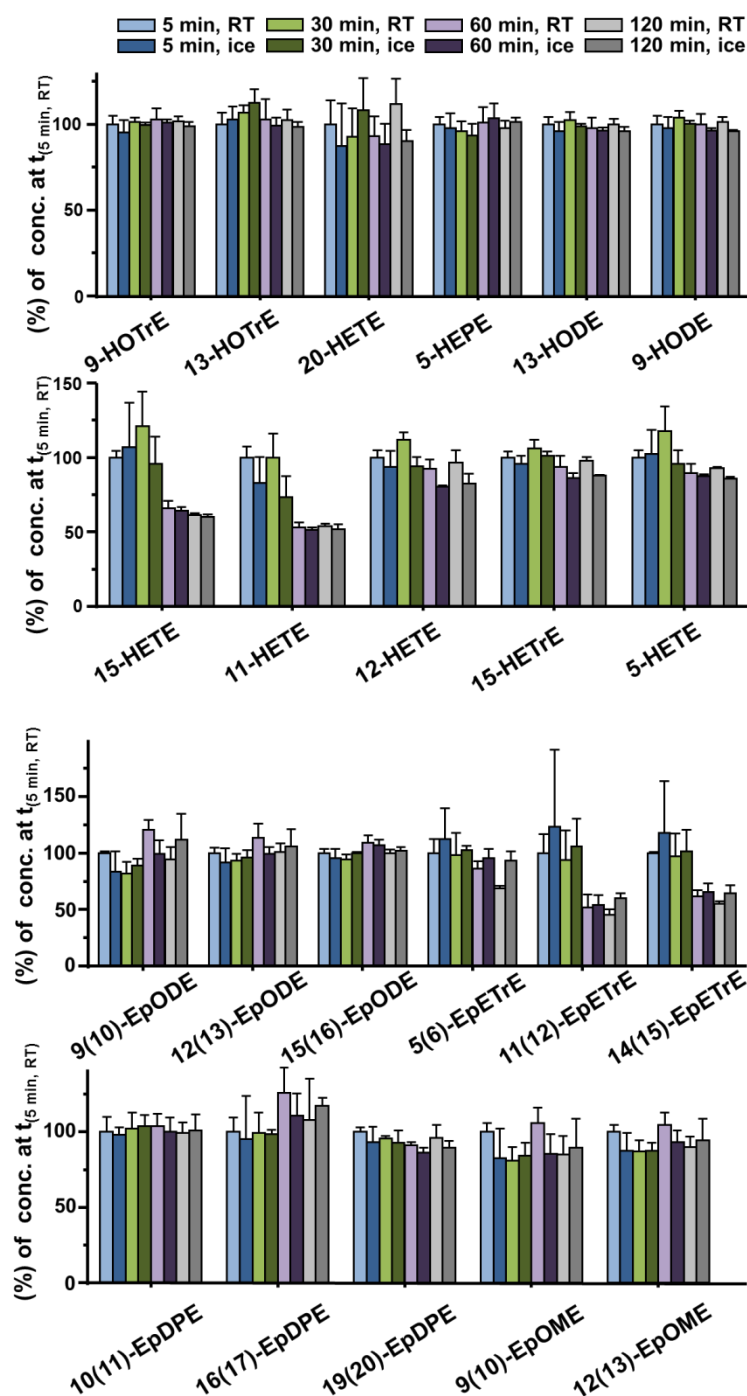 5 min, RT 30 min, RT 60 min, RT 120 min, RT
5 min, ice 30 min, ice 60 min, ice 120 min, ice
(%) of conc. at t(5 min, RT)
100
50
0
9-HOTrE 13-HOTrE 20-HETE 5-HEPE 13-HODE 9-HODE
(%) of conc. at t(5 min, RT)
150
100
50
0
15-HETE 11-HETE 12-HETE 15-HETrE 5-HETE
(%) of conc. at t(5 min, RT)
150
100
50
0
9(10)-EpODE 12(13)-EpODE 15(16)-EpODE 5(6)-EpETrE 11(12)-EpETrE 14(15)-EpETrE
(%) of conc. at t(5 min, RT)
100
50
0
10(11)-EpDPE 16(17)-EpDPE 19(20)-EpDPE 9(10)-EpOME 12(13)-EpOME